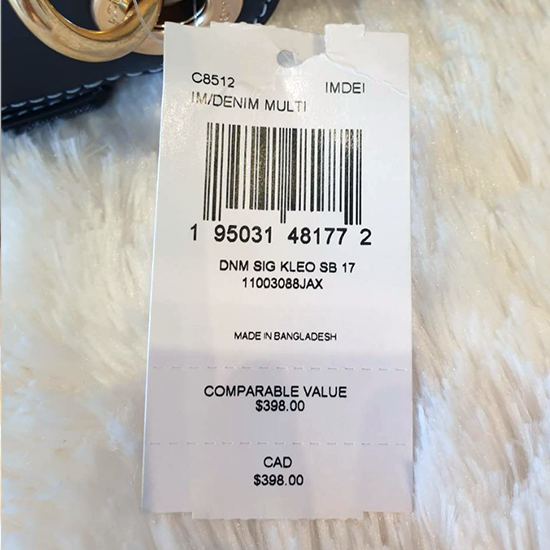 C8512 IMDEI
IM/DENIM MULTI
1 95031 48177 2
DNM SIG KLEO SB 17
11003088JAX
MADE IN BANGLADESH
COMPARABLE VALUE
$398.00
CAD
$398.00